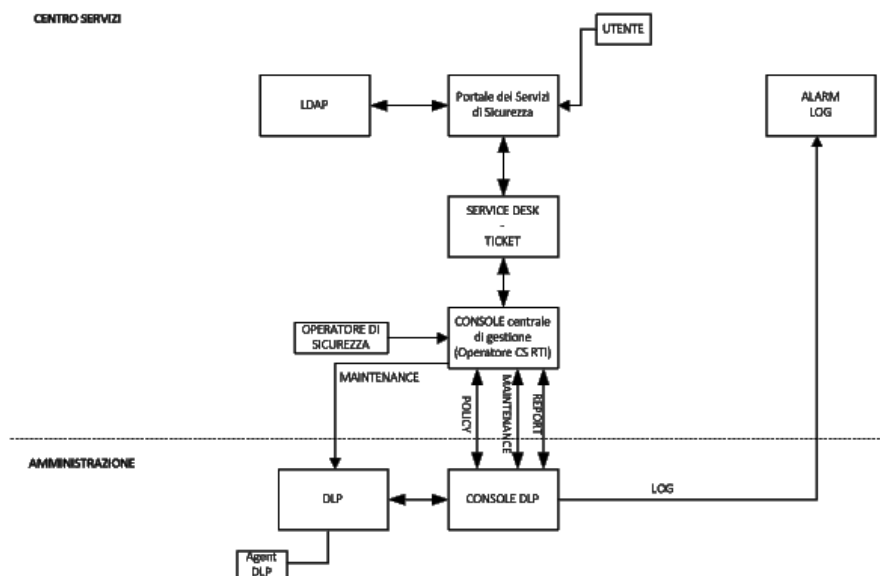 CENTRO SERVIZI
UTENTE
LDAP
Portale dei Servizi
di Sicurezza
ALARM
LOG
SERVICE DESK
-
TICKET
OPERATORE DI
SICUREZZA
CONSOLE centrale
di gestione
(Operatore CS RTI)
MAINTENANCE
POLICY
MAINTENANCE
REPORT
AMMINISTRAZIONE
DLP
CONSOLE DLP
LOG
Agent
DLP